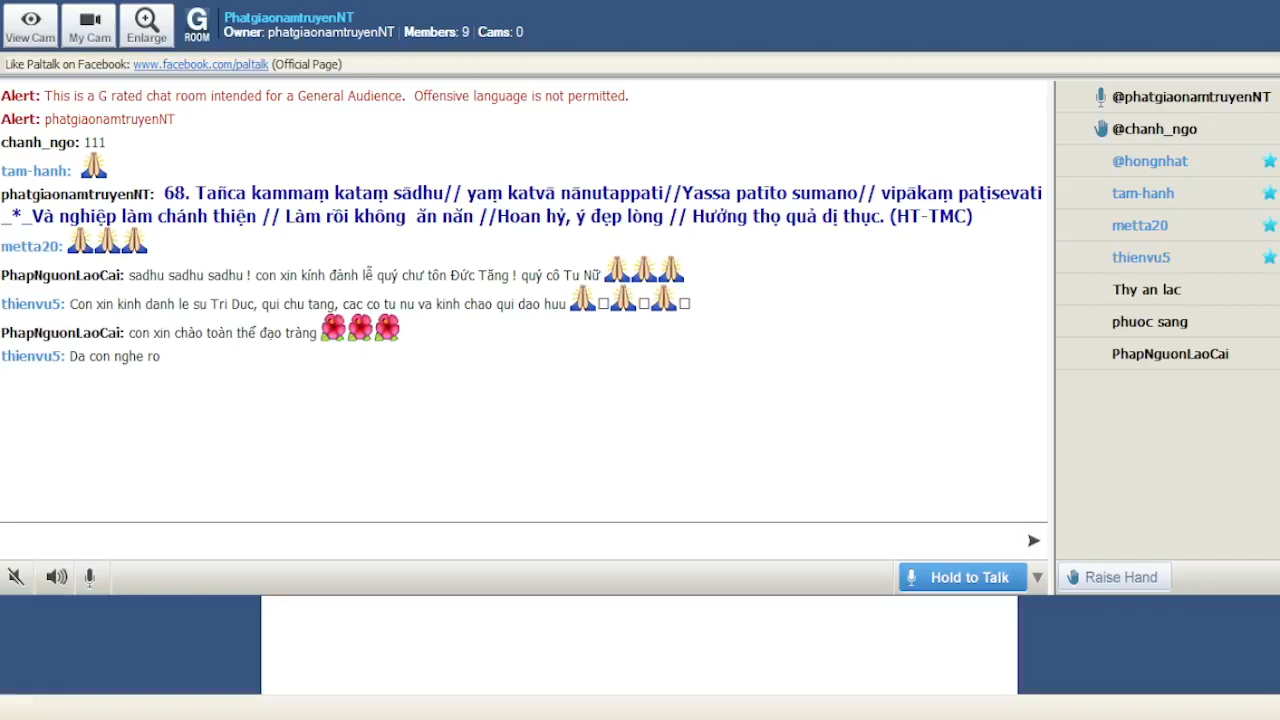 View Cam
My Cam
Enlarge
G
ROOM
PhatgiaonamtruyenNT
Owner: phatgiaonamtruyenNT | Members: 9 | Cams: 0
Like Paltalk on Facebook: www.facebook.com/paltalk (Official Page)
Alert: This is a G rated chat room intended for a General Audience. Offensive language is not permitted.
Alert: phatgiaonamtruyenNT
chanh_ngo: 111
tam-hanh:
phatgiaonamtruyenNT: 68. Tañca kammaṃ kataṃ sādhu// yaṃ katvā nānutappati//Yassa patīto sumano// vipākaṃ paṭisevati
_*_Và nghiệp làm chánh thiện // Làm rồi không ăn năn //Hoan hỷ, ý đẹp lòng // Hưởng thọ quả dị thục. (HT-TMC)
metta20:
PhapNguonLaoCai: sadhu sadhu sadhu ! con xin kính đảnh lễ quý chư tôn Đức Tăng ! quý cô Tu Nữ
thienvu5: Con xin kinh danh le su Tri Duc, qui chu tang, cac co tu nu va kinh chao qui dao huu
PhapNguonLaoCai: con xin chào toàn thể đạo tràng
thienvu5: Da con nghe ro
@phatgiaonamtruyenNT
@chanh_ngo
@hongnhat
tam-hanh
metta20
thienvu5
Thy an lac
phuoc sang
PhapNguonLaoCai
Hold to Talk
Raise Hand